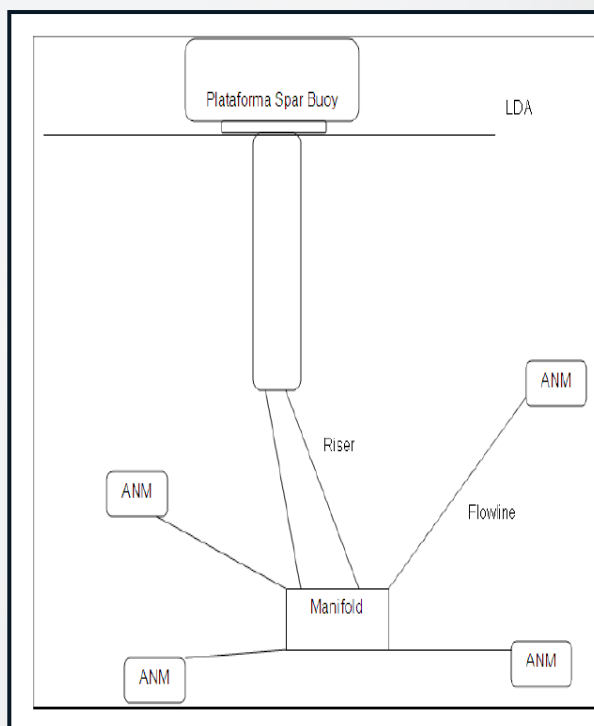 Plataforma Spar Buoy
LDA
ANM
Riser
ANM
Flowline
Manifold
ANM
ANM